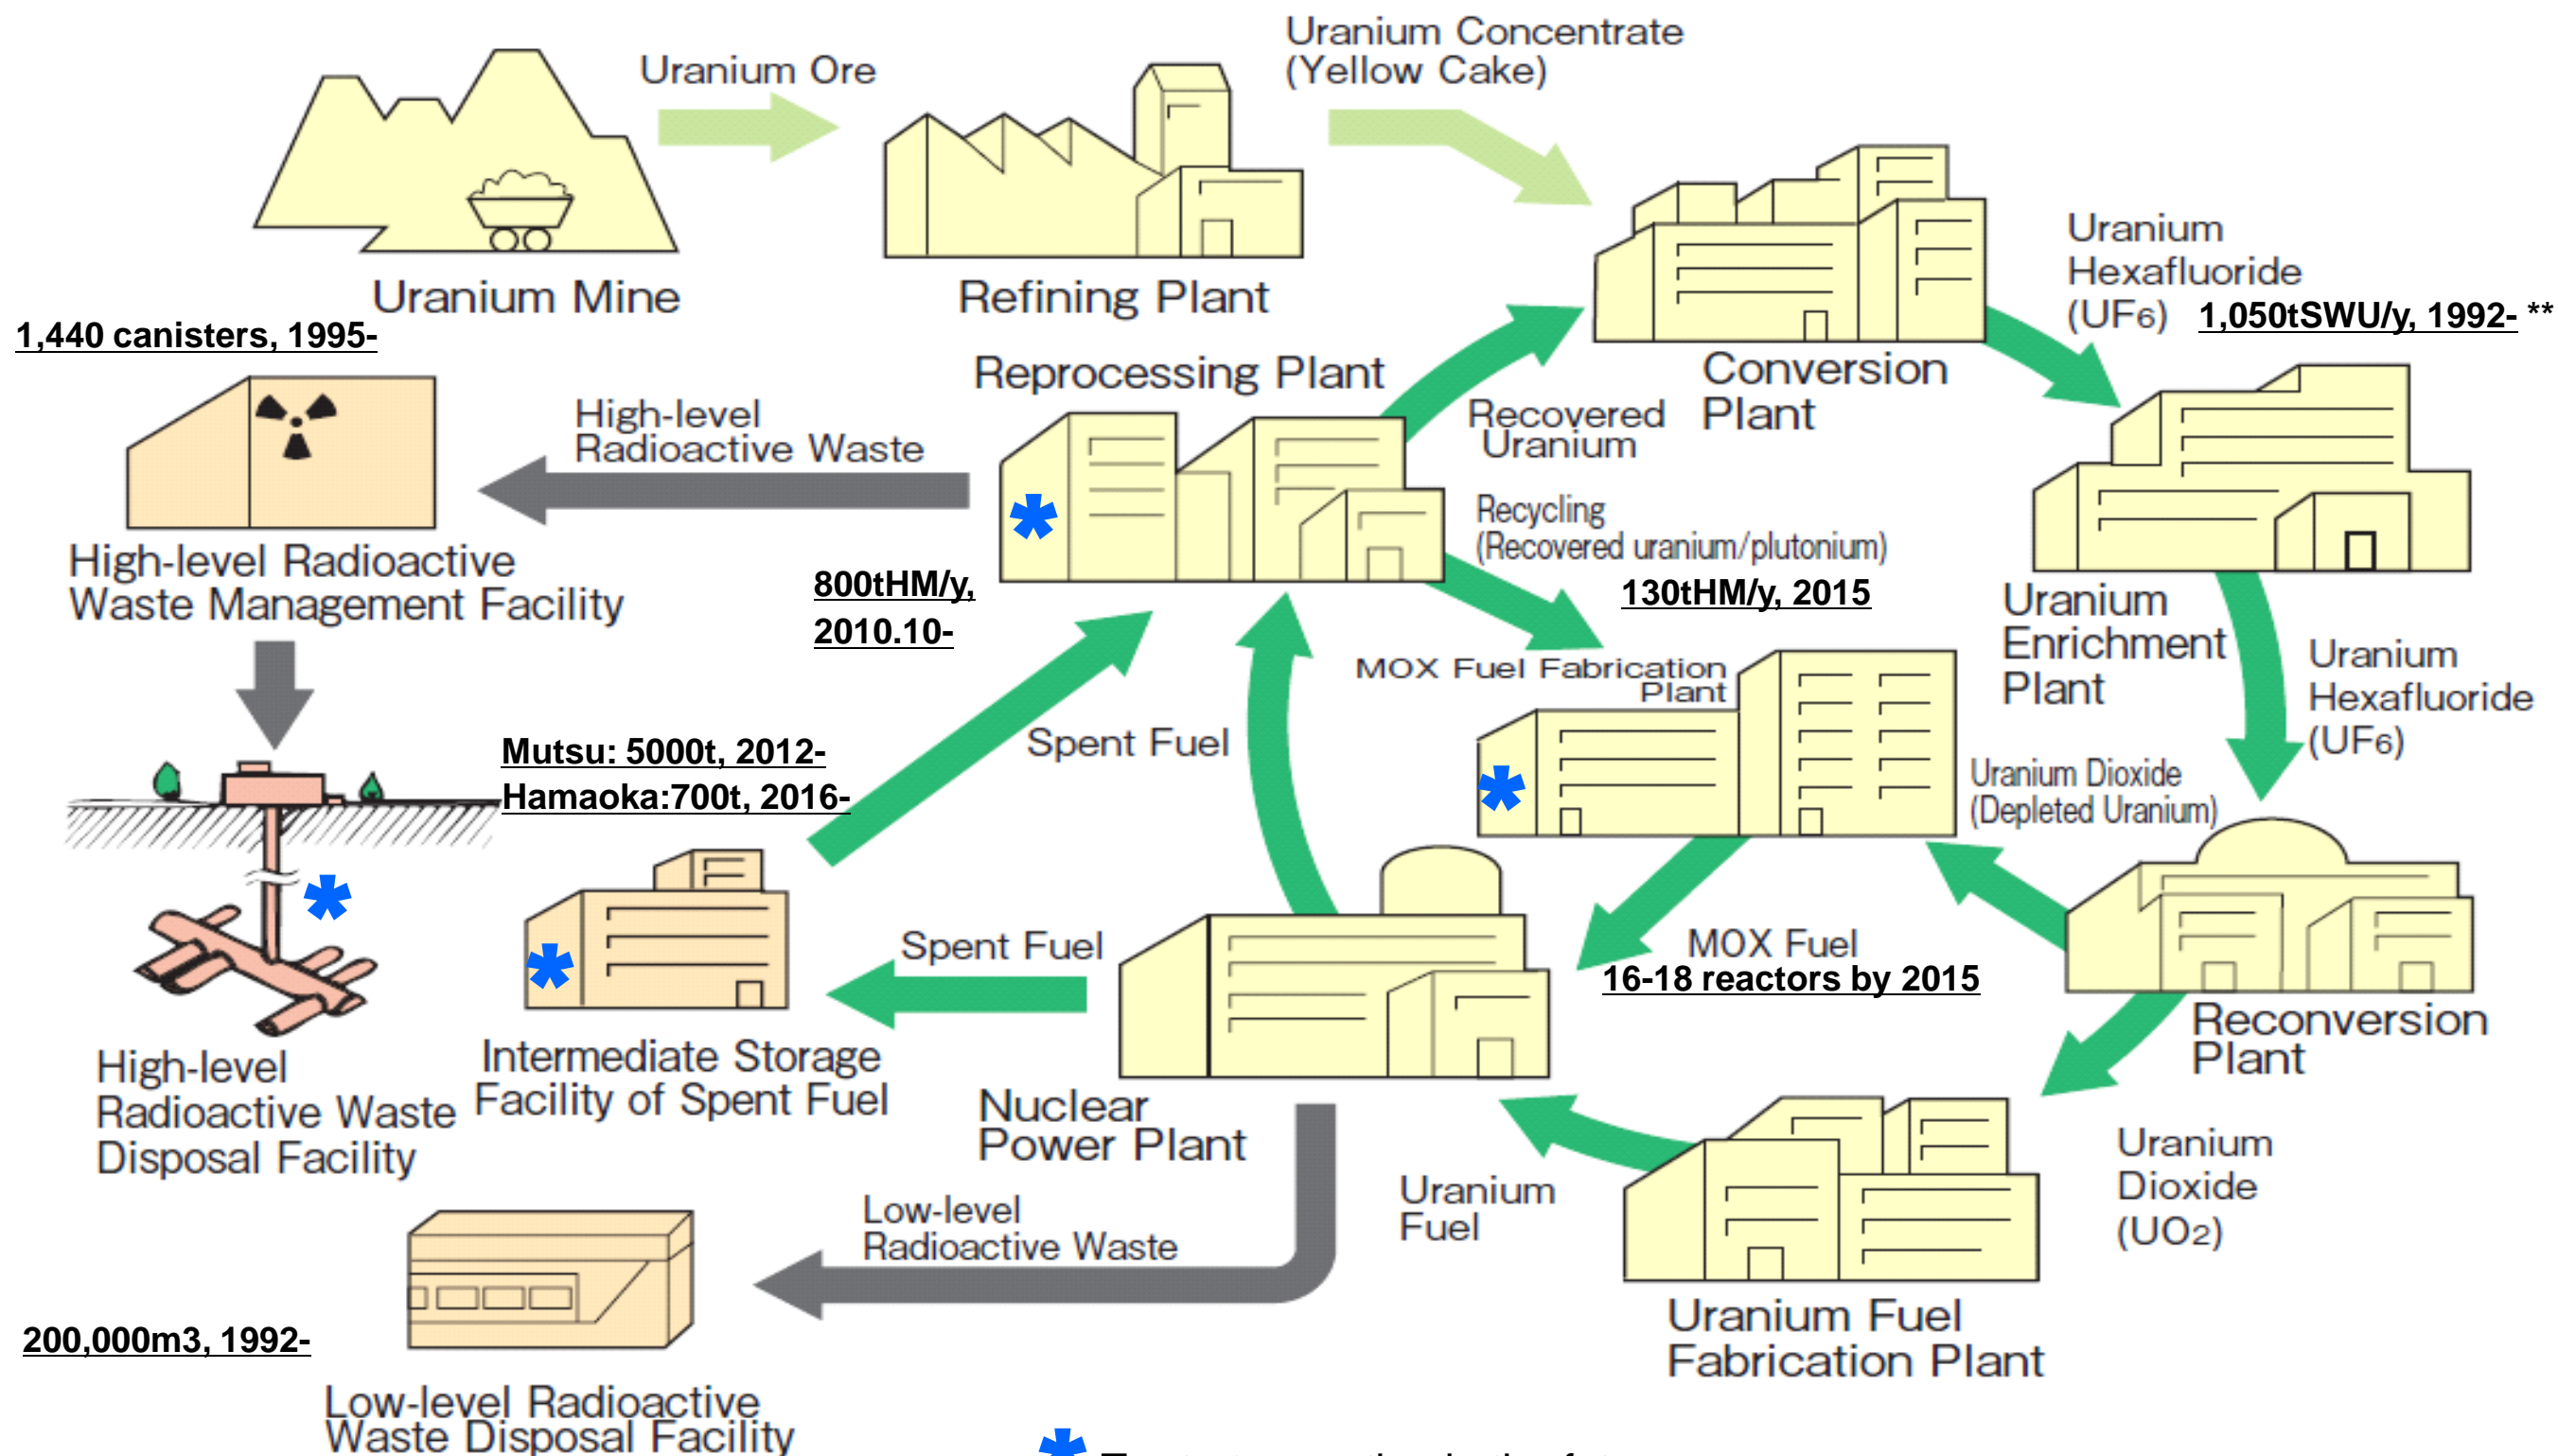 Uranium Ore
Uranium Concentrate
(Yellow Cake)
Uranium Mine
Refining Plant
Uranium
Hexafluoride
(UF6)
1,050tSWU/y, 1992- **
1,440 canisters, 1995-
Reprocessing Plant
Conversion
Plant
High-level
Radioactive Waste
Recovered
Uranium
Recycling
(Recovered uranium/plutonium)
High-level Radioactive
Waste Management Facility
800tHM/y,
2010.10-
130tHM/y, 2015
Uranium
Enrichment
Plant
MOX Fuel Fabrication
Plant
Uranium
Hexafluoride
(UF6)
Mutsu: 5000t, 2012-
Hamaoka:700t, 2016-
Spent Fuel
Uranium Dioxide
(Depleted Uranium)
Spent Fuel
MOX Fuel
16-18 reactors by 2015
Reconversion
Plant
High-level
Radioactive Waste
Disposal Facility
Intermediate Storage
Facility of Spent Fuel
Nuclear
Power Plant
Uranium
Dioxide
(UO2)
Uranium
Fuel
Low-level
Radioactive Waste
Uranium Fuel
Fabrication Plant
200,000m3, 1992-
Low-level Radioactive
Waste Disposal Facility